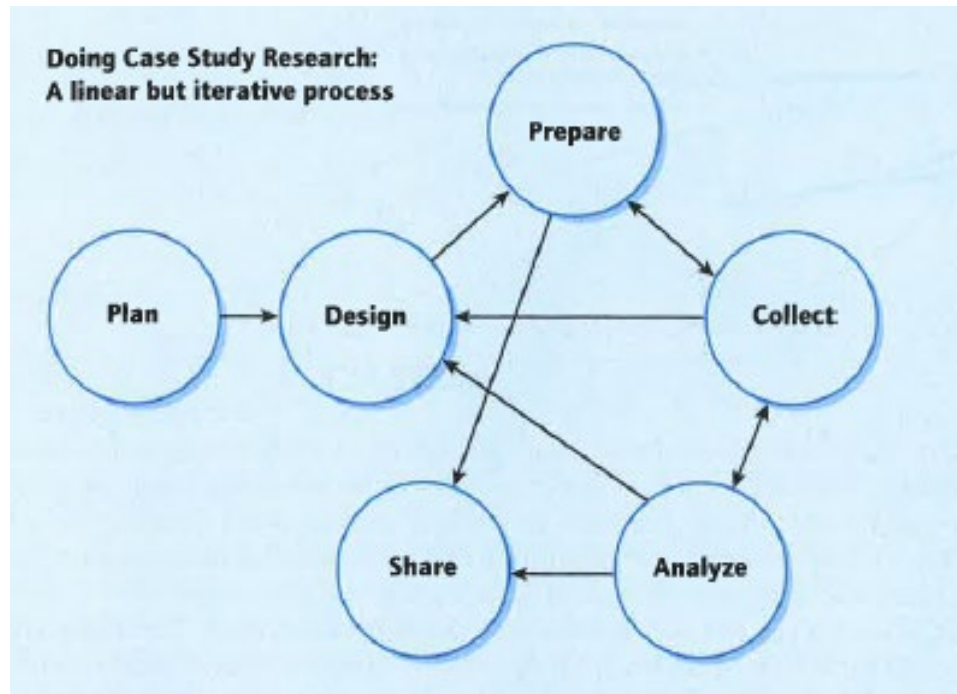 Doing Case Study Research:
A linear but iterative process
Prepare
Plan
Design
Collect
Share
Analyze